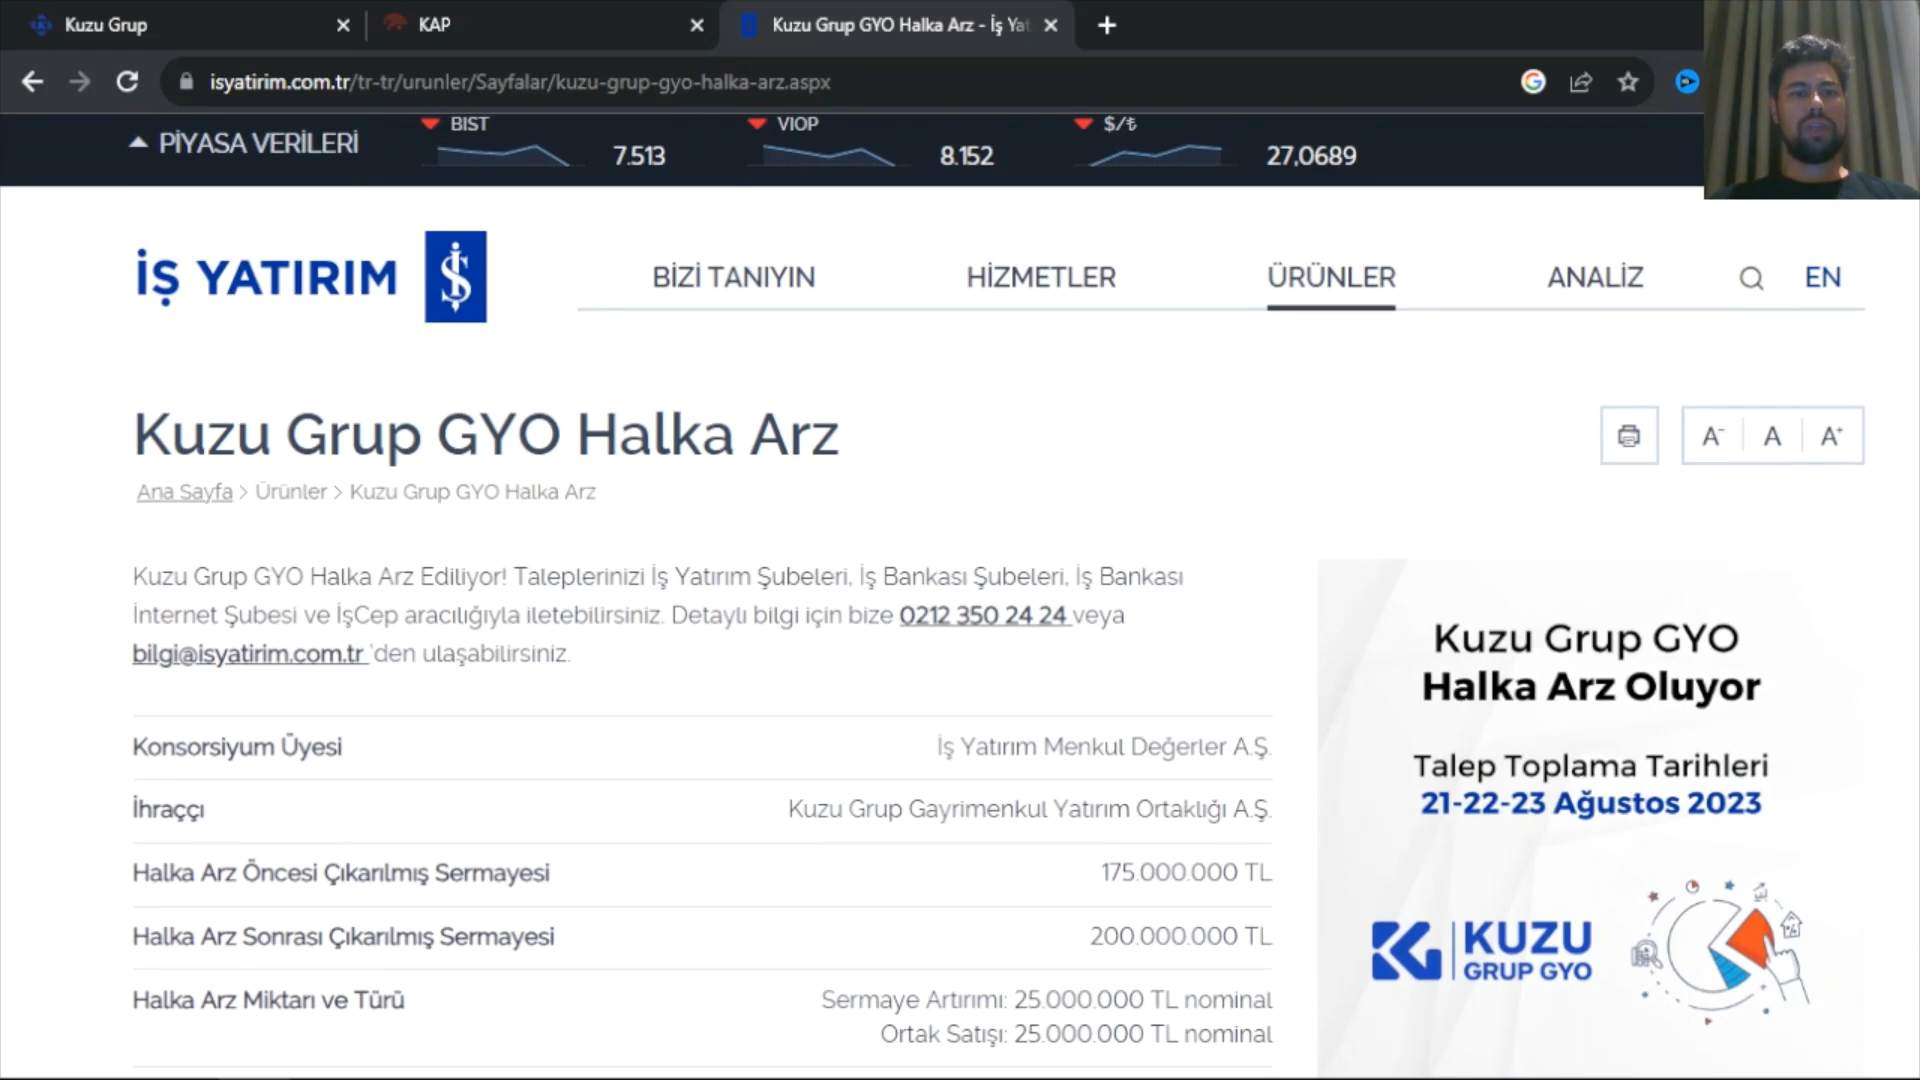 Kuzu Grup
KAP
Kuzu Grup GYO Halka Arz - İş Yat
isyatirim.com.tr/tr-tr/urunler/Sayfalar/kuzu-grup-gyo-halka-arz.aspx
PİYASA VERİLERİ
BIST
7.513
VIOP
8.152
$/₺
27,0689
İŞ YATIRIM
BİZİ TANIYIN
HİZMETLER
ÜRÜNLER
ANALİZ
EN
Kuzu Grup GYO Halka Arz
A-
A
A+
Ana Sayfa > Ürünler > Kuzu Grup GYO Halka Arz
Kuzu Grup GYO Halka Arz Ediliyor! Taleplerinizi İş Yatırım Şubeleri, İş Bankası Şubeleri, İş Bankası
İnternet Şubesi ve İşCep aracılığıyla iletebilirsiniz. Detaylı bilgi için bize 0212 350 24 24 veya
bilgi@isyatirim.com.tr 'den ulaşabilirsiniz.
Konsorsiyum Üyesi
İş Yatırım Menkul Değerler A.Ş.
İhraççı
Kuzu Grup Gayrimenkul Yatırım Ortaklığı A.Ş.
Halka Arz Öncesi Çıkarılmış Sermayesi
175.000.000 TL
Halka Arz Sonrası Çıkarılmış Sermayesi
200.000.000 TL
Halka Arz Miktarı ve Türü
Sermaye Artırımı: 25.000.000 TL nominal
Ortak Satışı: 25.000.000 TL nominal
Kuzu Grup GYO
Halka Arz Oluyor
Talep Toplama Tarihleri
21-22-23 Ağustos 2023
KUZU
GRUP GYO